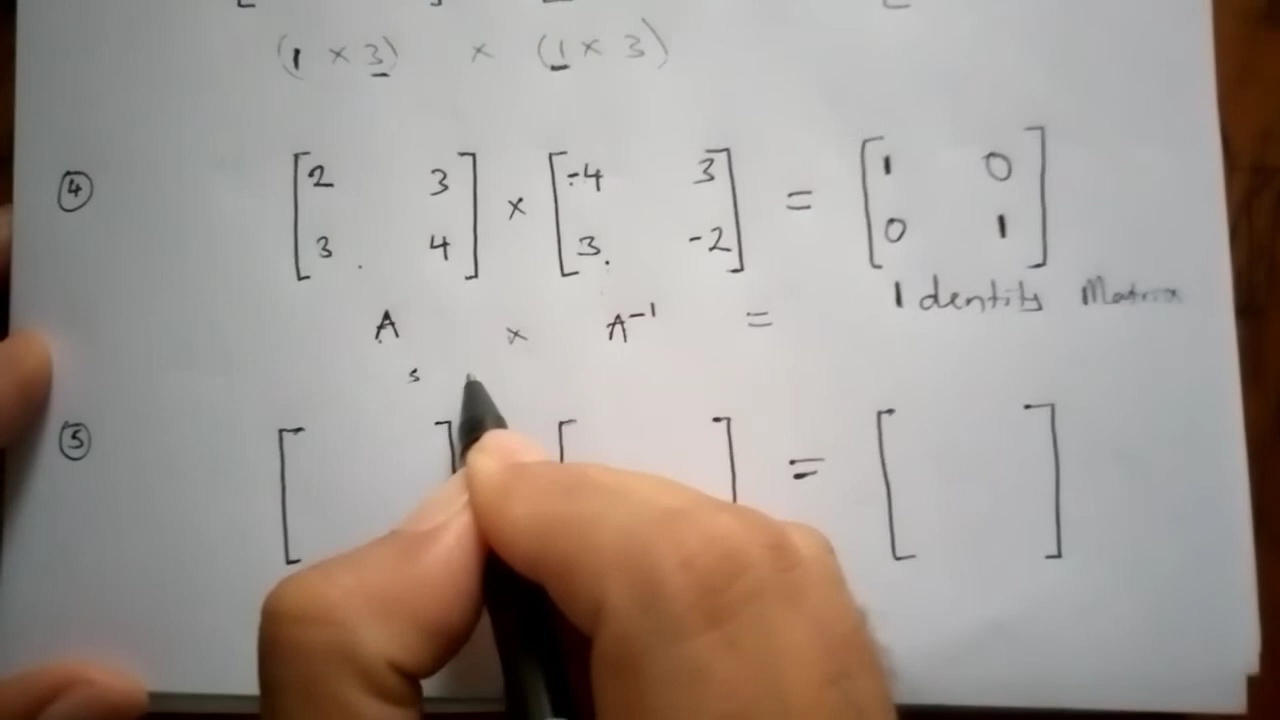 (1 × 3) × (1 × 3)
④ [2 3] × [-4 3] = [1 0]
[3 . 4] [3. -2] [0 1]
Identity Matrix
A × A⁻¹ =
s
⑤ [ ] [ ] = [ ]